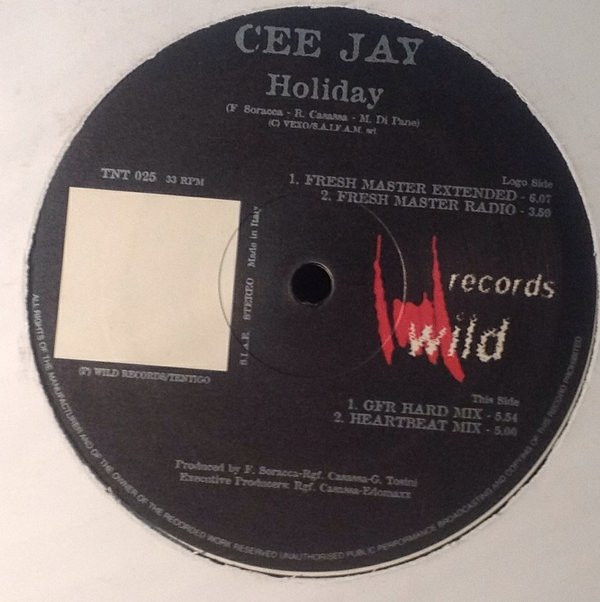 CEE JAY
Holiday
(F Soracca - R. Casassa - M. Di Pane)
(C) VEXO/S.A.I.F.A.M. srl
TNT 025 33 RPM
Logo Side
1. FRESH MASTER EXTENDED - 6.07
2. FRESH MASTER RADIO - 3.59
S.I.A.E. STEREO Made in Italy
records
wild
(P) WILD RECORDS/TENTIGO
This Side
1. GFR HARD MIX - 5.54
2. HEARTBEAT MIX - 5.00
Produced by F. Soracca-Rgf. Casassa-G. Tosini
Executive Producers: Rgf. Casassa-Edomaxx
ALL RIGHTS OF THE MANUFACTURER AND OF THE OWNER OF THE RECORDED WORK RESERVED UNAUTHORISED PUBLIC PERFORMANCE BROADCASTING AND COPYING OF THIS RECORD PROHIBITED